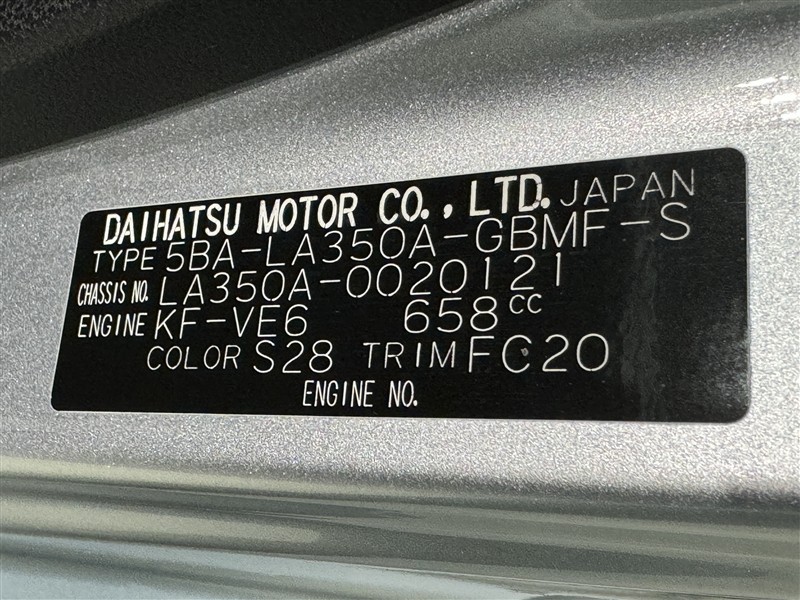 DAIHATSU MOTOR CO., LTD. JAPAN
TYPE 5BA-LA350A-GBMF-S
CHASSIS NO. LA350A-0020121
ENGINE KF-VE6 658cc
COLOR S28 TRIM FC20
ENGINE NO.